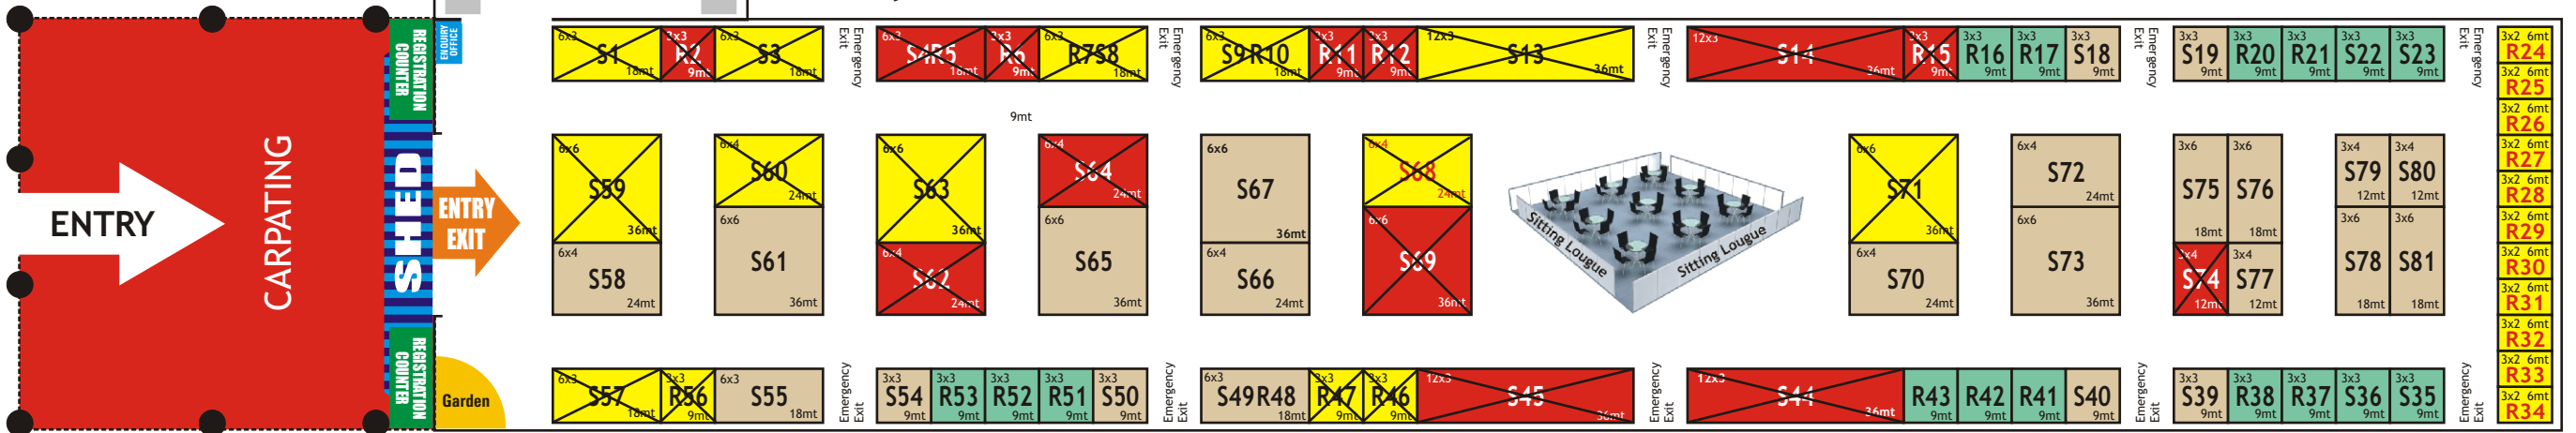 REGISTRATION
COUNTER
ENQUIRY
OFFICE
6x3 S1 18mt
3x3 R2 9mt
6x3 S3 18mt
Emergency
Exit
6x3 S4R5 18mt
3x3 R6 9mt
6x3 R7S8 18mt
Emergency
Exit
6x3 S9R10 18mt
3x3 R11 9mt
3x3 R12 9mt
12x3 S13 36mt
Emergency
Exit
12x3 S14 36mt
3x3 R15 9mt
3x3 R16 9mt
3x3 R17 9mt
3x3 S18 9mt
Emergency
Exit
3x3 S19 9mt
3x3 R20 9mt
3x3 R21 9mt
3x3 S22 9mt
3x3 S23 9mt
Emergency
Exit
3x2 6mt
R24
3x2 6mt
R25
3x2 6mt
R26
3x2 6mt
R27
3x2 6mt
R28
3x2 6mt
R29
3x2 6mt
R30
3x2 6mt
R31
3x2 6mt
R32
3x2 6mt
R33
3x2 6mt
R34
9mt
ENTRY
CARPATING
SHED
ENTRY
EXIT
6x6 S59 36mt
6x4 S58 24mt
6x4 S60 24mt
6x6 S61 36mt
6x6 S63 36mt
6x4 S62 24mt
6x4 S64 24mt
6x6 S65 36mt
6x6 S67 36mt
6x4 S66 24mt
6x4 S68 24mt
6x6 S69 36mt
Sitting Lougue
Sitting Lougue
6x6 S71 36mt
6x4 S70 24mt
6x4 S72 24mt
6x6 S73 36mt
3x6 S75 18mt
3x6 S76 18mt
3x4 S74 12mt
3x4 S77 12mt
3x4 S79 12mt
3x4 S80 12mt
3x6 S78 18mt
3x6 S81 18mt
REGISTRATION
COUNTER
Garden
6x3 S57 18mt
3x3 R56 9mt
6x3 S55 18mt
Emergency
Exit
3x3 S54 9mt
3x3 R53 9mt
3x3 R52 9mt
3x3 R51 9mt
3x3 S50 9mt
Emergency
Exit
6x3 S49R48 18mt
3x3 R47 9mt
3x3 R46 9mt
12x3 S45 36mt
Emergency
Exit
12x3 S44 36mt
R43 9mt
R42 9mt
R41 9mt
S40 9mt
Emergency
Exit
3x3 S39 9mt
3x3 R38 9mt
3x3 R37 9mt
3x3 S36 9mt
3x3 S35 9mt
Emergency
Exit